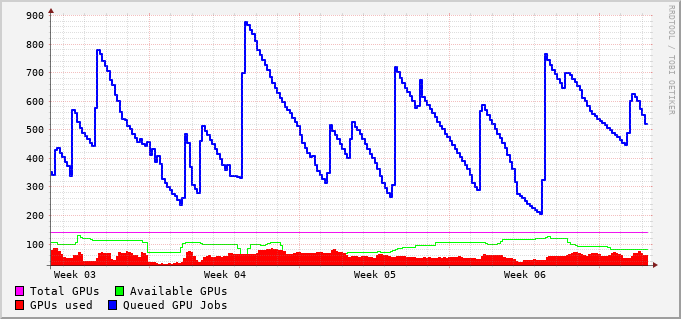 900
800
700
600
500
400
300
200
100
Week 03 Week 04 Week 05 Week 06
Total GPUs Available GPUs
GPUs used Queued GPU Jobs
RRDTOOL / TOBI OETIKER